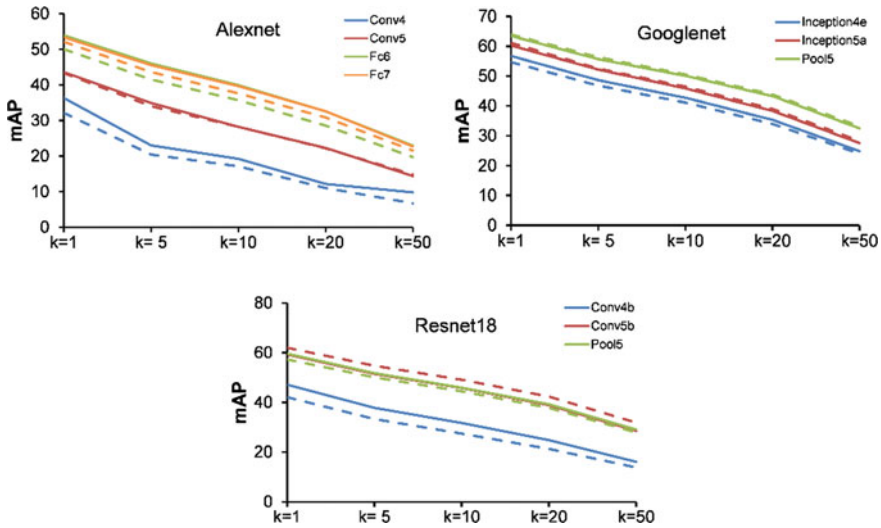 Alexnet
mAP
60
50
40
30
20
10
0
k=1 k= 5 k=10 k=20 k=50
Conv4
Conv5
Fc6
Fc7
Googlenet
mAP
70
60
50
40
30
20
10
0
k=1 k= 5 k=10 k=20 k=50
Inception4e
Inception5a
Pool5
Resnet18
mAP
80
60
40
20
0
k=1 k= 5 k=10 k=20 k=50
Conv4b
Conv5b
Pool5